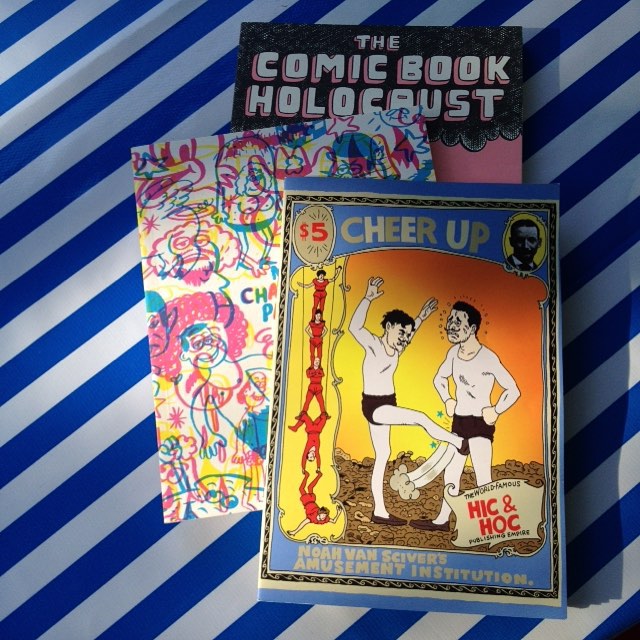 THE
COMIC BOOK
HOLOCAUST
$5
CHEER UP
THE WORLD-FAMOUS
HIC &
HOC
PUBLISHING EMPIRE
NOAH VAN SCIVER'S
AMUSEMENT INSTITUTION.